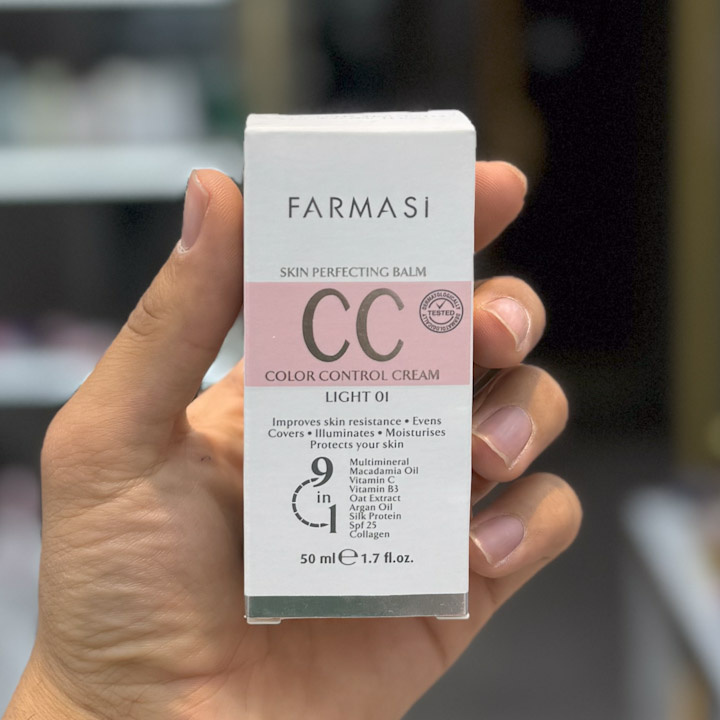 FARMASi
SKIN PERFECTING BALM
CC
DERMATOLOGICALLY
TESTED
DERMATOLOGICALLY
COLOR CONTROL CREAM
LIGHT 01
Improves skin resistance • Evens
Covers • Illuminates • Moisturises
Protects your skin
9
in
1
Multimineral
Macadamia Oil
Vitamin C
Vitamin B3
Oat Extract
Argan Oil
Silk Protein
Spf 25
Collagen
50 ml ℮ 1.7 fl.oz.